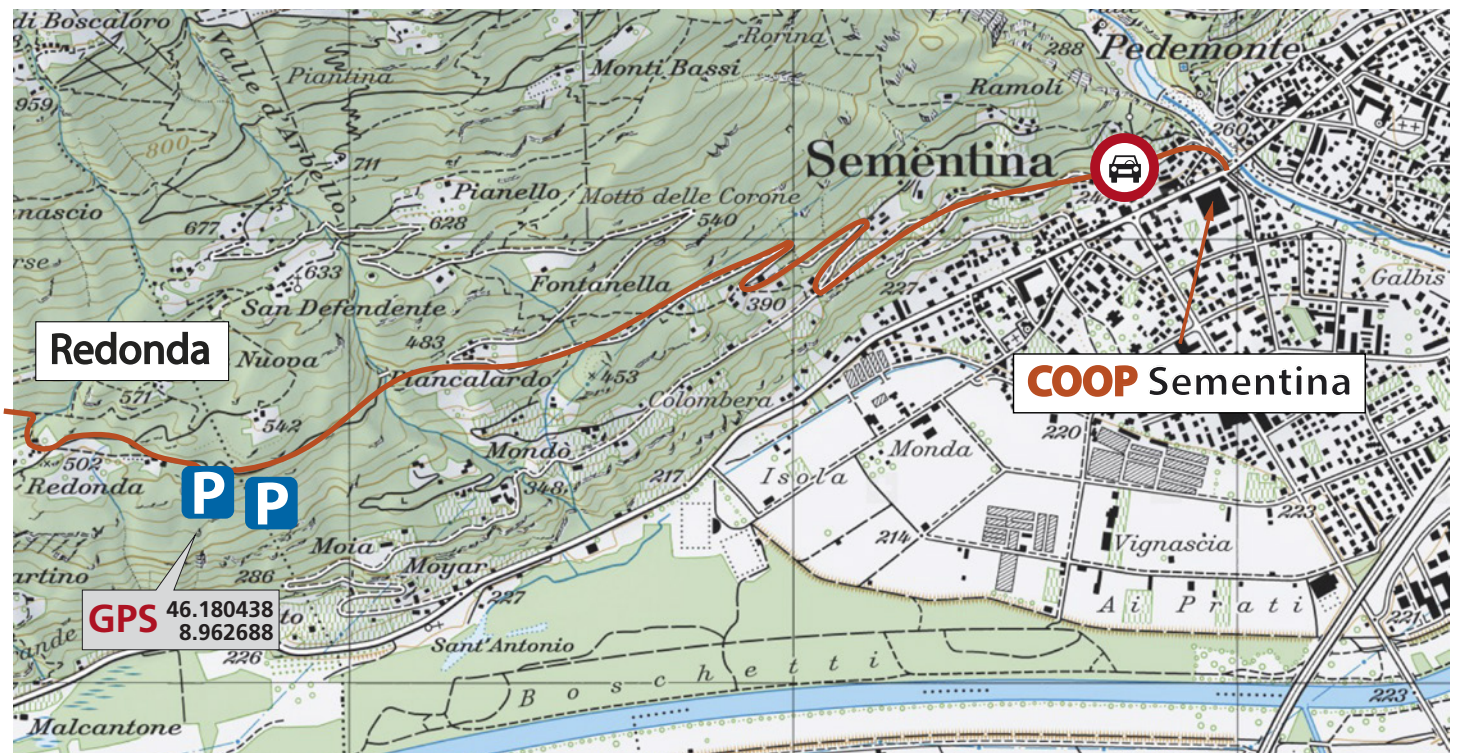 di Boscaloro
Valle d'Arbello
Piantina
Monti Bassi
Rorina
288
Pedemonte
Ramoli
959
800
711
260
Sementina
Pianello
628
Motto delle Corone
540
677
633
San Defendente
Fontanella
390
227
Galbis
Redonda
Nuova
483
Piancalardo
453
COOP Sementina
571
542
Colombera
220
Monda
Isola
502
Redonda
Mondò
348
217
223
214
Vignascia
Moia
Moyar
286
227
GPS 46.180438
8.962688
Ai Prati
221
Sant'Antonio
226
Boschetti
223
Malcantone
P
P